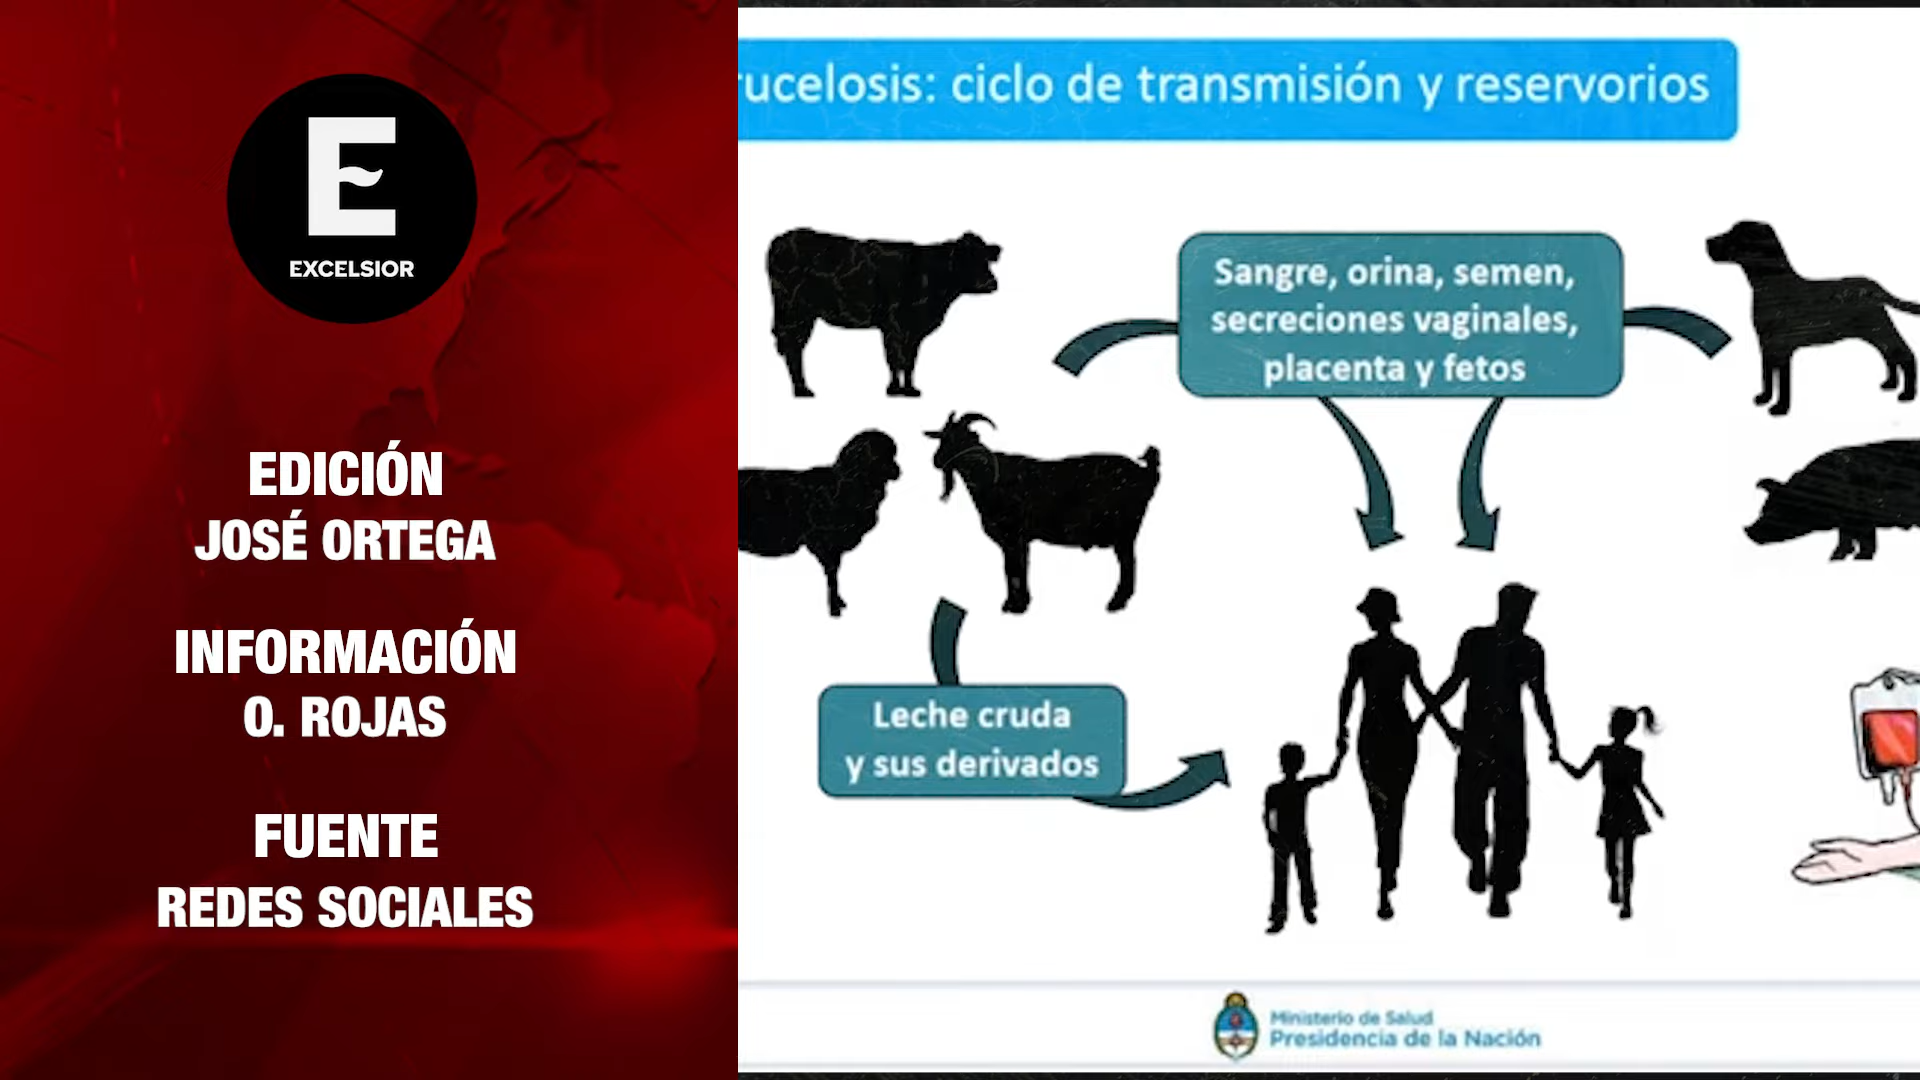 E
EXCELSIOR
EDICIÓN
JOSÉ ORTEGA
INFORMACIÓN
O. ROJAS
FUENTE
REDES SOCIALES
rucelosis: ciclo de transmisión y reservorios
Sangre, orina, semen,
secreciones vaginales,
placenta y fetos
Leche cruda
y sus derivados
Ministerio de Salud
Presidencia de la Nación